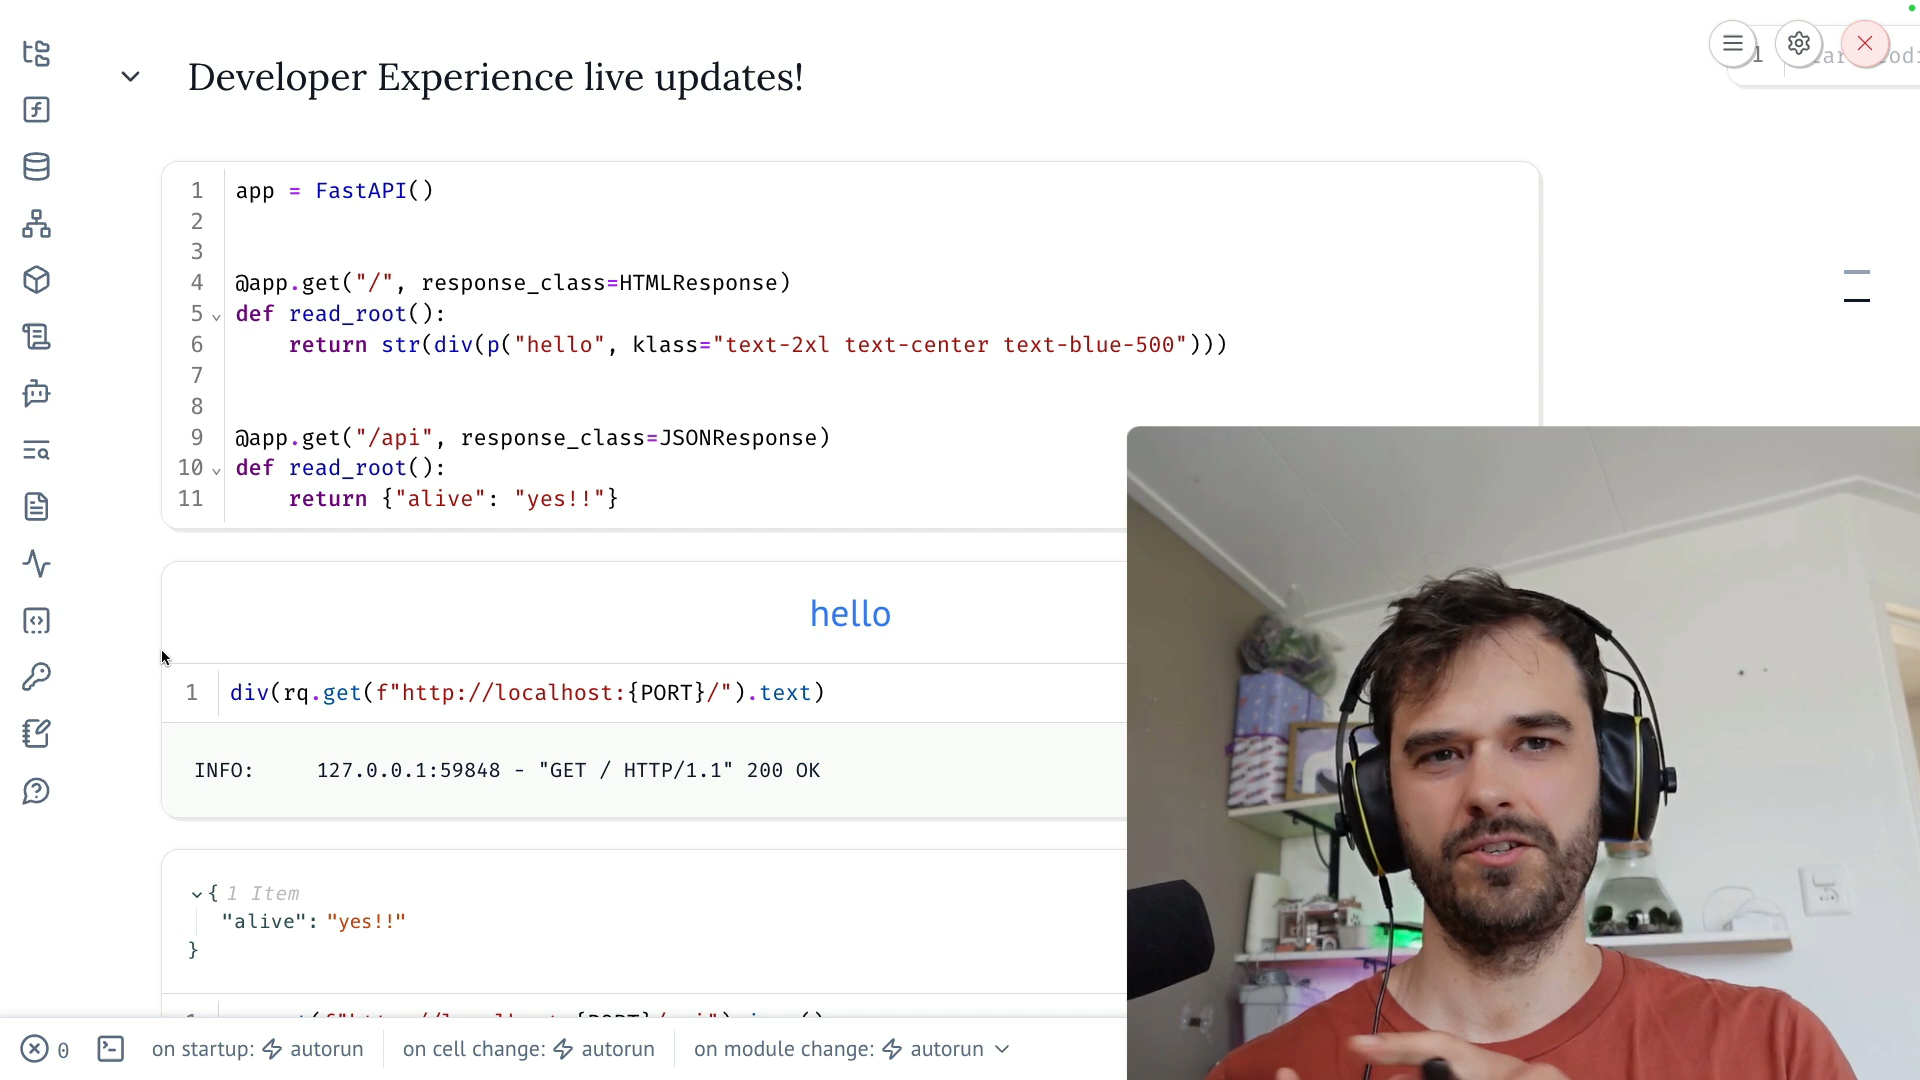 Developer Experience live updates!
1 app = FastAPI()
2
3
4 @app.get("/", response_class=HTMLResponse)
5 def read_root():
6 return str(div(p("hello", klass="text-2xl text-center text-blue-500")))
7
8
9 @app.get("/api", response_class=JSONResponse)
10 def read_root():
11 return {"alive": "yes!!"}
hello
1 div(rq.get(f"http://localhost:{PORT}/").text)
INFO: 127.0.0.1:59848 - "GET / HTTP/1.1" 200 OK
{ 1 Item
"alive": "yes!!"
}
0 on startup: autorun on cell change: autorun on module change: autorun
1